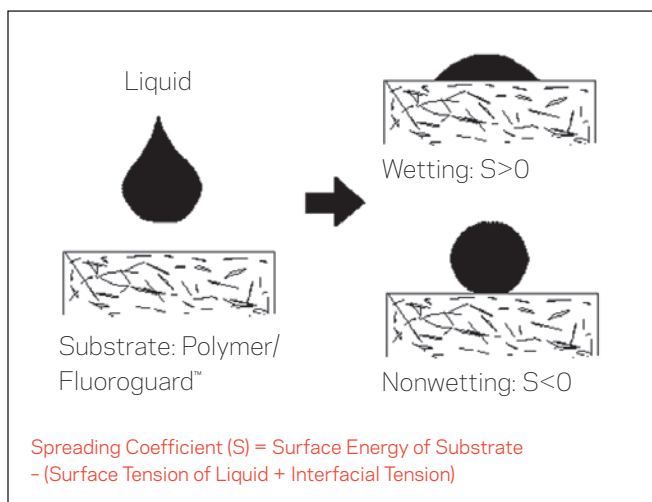 Liquid
Wetting: S>0
Substrate: Polymer/
Fluoroguard™
Nonwetting: S<0
Spreading Coefficient (S) = Surface Energy of Substrate
– (Surface Tension of Liquid + Interfacial Tension)